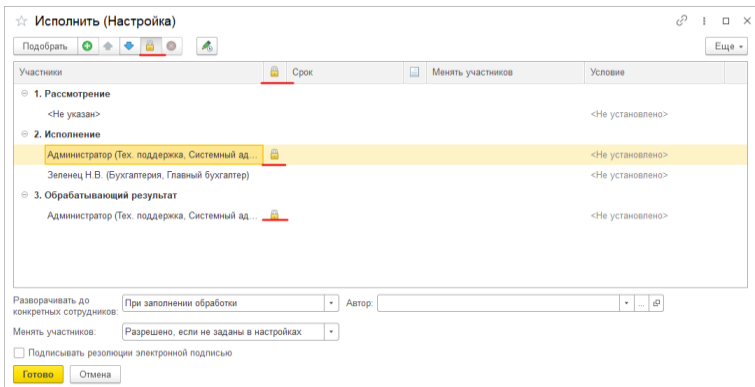 Исполнить (Настройка)
Подобрать
Еще
Участники Срок Менять участников Условие
1. Рассмотрение
<Не указан> <Не установлено>
2. Исполнение
Администратор (Тех. поддержка, Системный ад... <Не установлено>
Зеленец Н.В. (Бухгалтерия, Главный бухгалтер) <Не установлено>
3. Обрабатывающий результат
Администратор (Тех. поддержка, Системный ад... <Не установлено>
Разворачивать до
конкретных сотрудников: При заполнении обработки Автор:
Менять участников: Разрешено, если не заданы в настройках
Подписывать резолюции электронной подписью
Готово Отмена